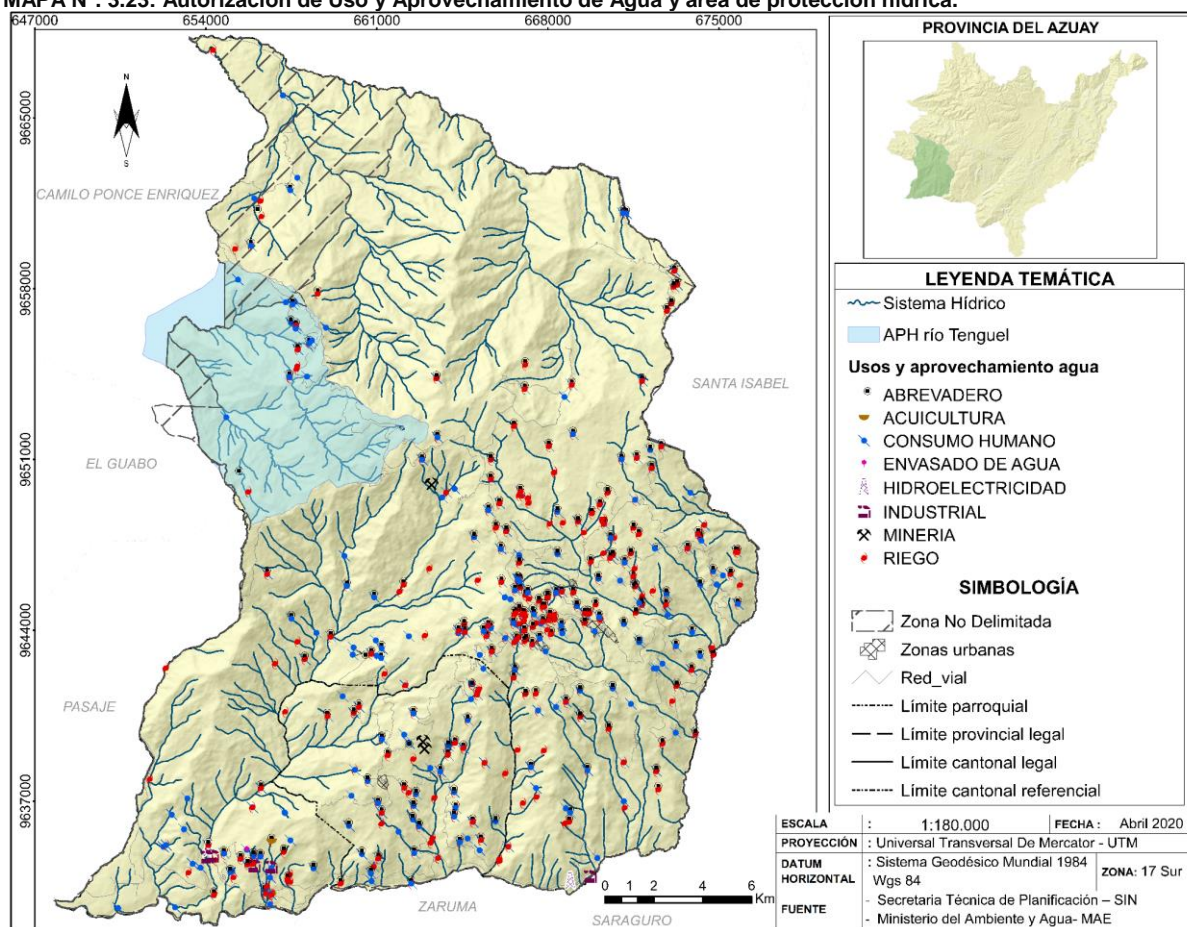 MAPA N°. 3.23: Autorización de Uso y Aprovechamiento de Agua y área de protección hídrica.
647000 654000 661000 668000 675000
9665000
9658000
9651000
9644000
9637000
N
S
CAMILO PONCE ENRIQUEZ
SANTA ISABEL
EL GUABO
PASAJE
ZARUMA
SARAGURO
0 1 2 4 6
Km
PROVINCIA DEL AZUAY
LEYENDA TEMÁTICA
Sistema Hídrico
APH río Tenguel
Usos y aprovechamiento agua
ABREVADERO
ACUICULTURA
CONSUMO HUMANO
ENVASADO DE AGUA
HIDROELECTRICIDAD
INDUSTRIAL
MINERIA
RIEGO
SIMBOLOGÍA
Zona No Delimitada
Zonas urbanas
Red_vial
Límite parroquial
Límite provincial legal
Límite cantonal legal
Límite cantonal referencial
ESCALA : 1:180.000 FECHA : Abril 2020
PROYECCIÓN : Universal Transversal De Mercator - UTM
DATUM HORIZONTAL : Sistema Geodésico Mundial 1984 Wgs 84 ZONA: 17 Sur
FUENTE - Secretaria Técnica de Planificación – SIN
- Ministerio del Ambiente y Agua- MAE